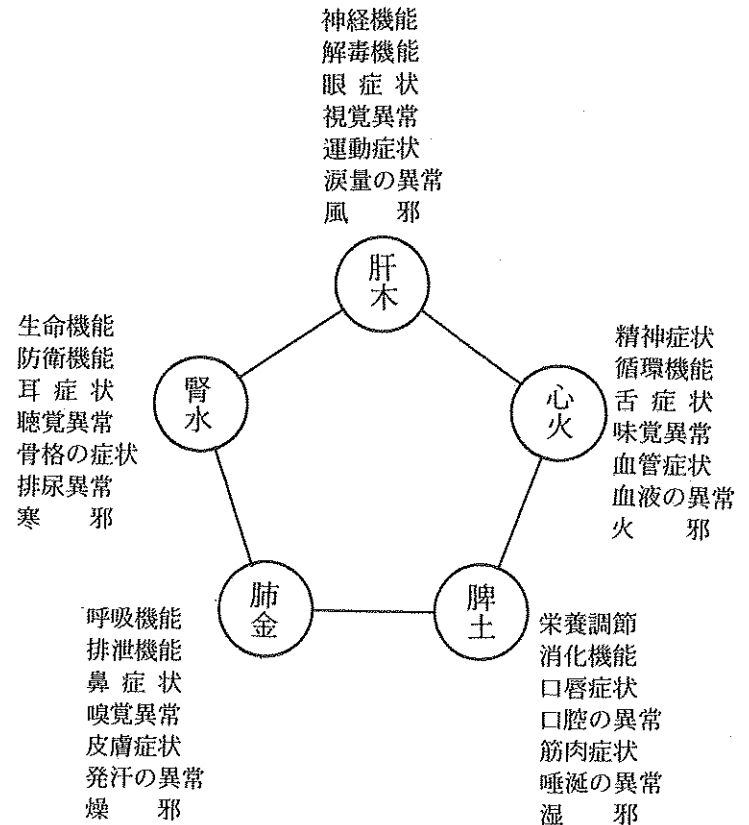 神経機能
解毒機能
眼症状
視覚異常
運動症状
涙量の異常
風邪
肝木
精神症状
循環機能
舌症状
味覚異常
血管症状
血液の異常
火邪
心火
栄養調節
消化機能
口唇症状
口腔の異常
筋肉症状
唾涎の異常
湿邪
脾土
呼吸機能
排泄機能
鼻症状
嗅覚異常
皮膚症状
発汗の異常
燥邪
肺金
生命機能
防衛機能
耳症状
聴覚異常
骨格の症状
排尿異常
寒邪
腎水